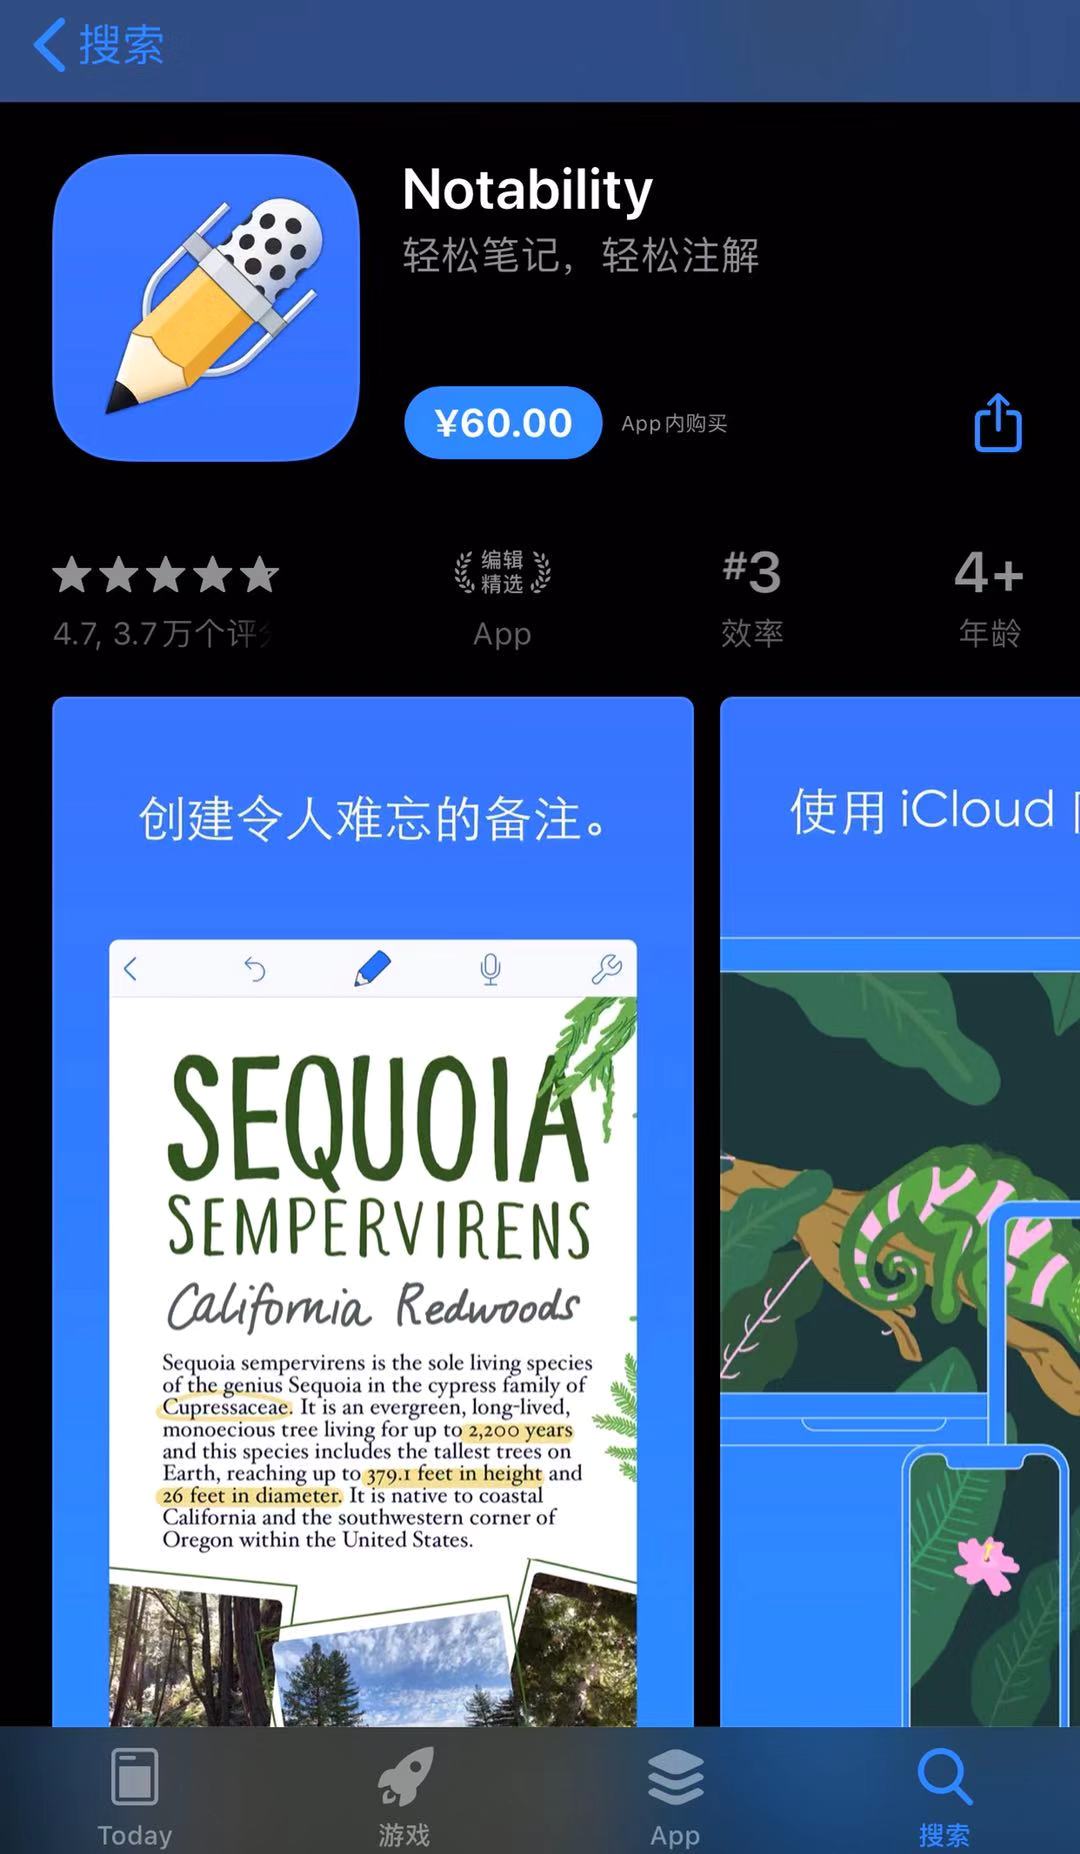 搜索
Notability
轻松笔记，轻松注解
¥60.00
App内购买
编辑
精选
#3
4+
4.7, 3.7万个评
App
效率
年龄
创建令人难忘的备注。
使用 iCloud
SEQUOIA
SEMPERVIRENS
California Redwoods
Sequoia sempervirens is the sole living species
of the genius Sequoia in the cypress family of
Cupressaceae. It is an evergreen, long-lived,
monoecious tree living for up to 2,200 years
and this species includes the tallest trees on
Earth, reaching up to 379.1 feet in height and
26 feet in diameter. It is native to coastal
California and the southwestern corner of
Oregon within the United States.
Today
游戏
App
搜索